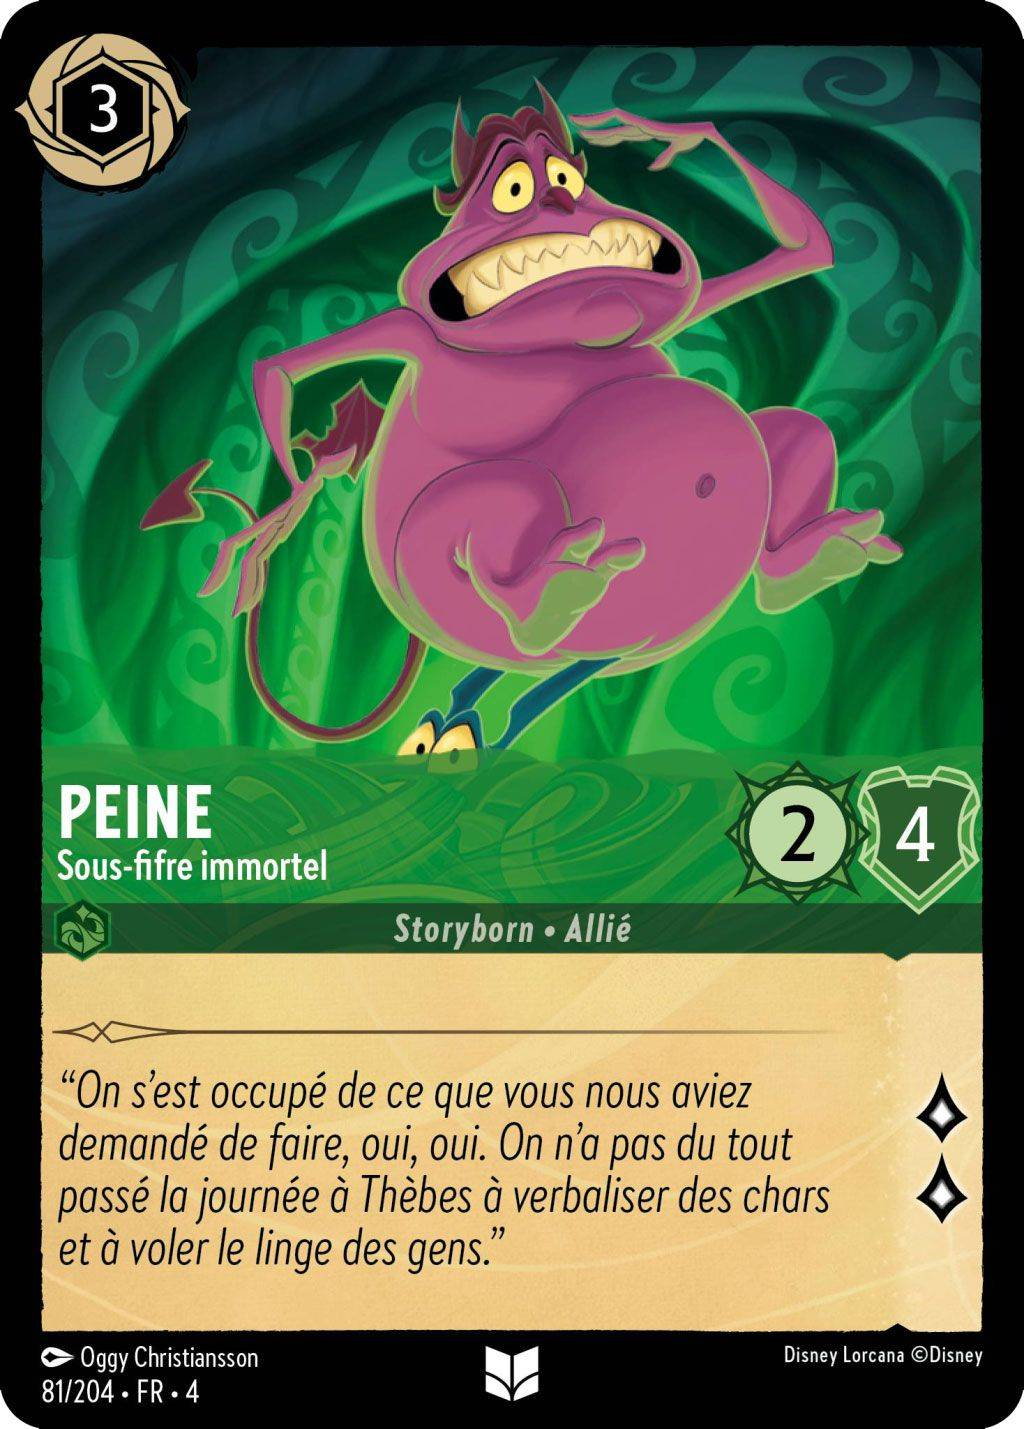 3
PEINE
Sous-fifre immortel
2
4
Storyborn • Allié
“On s’est occupé de ce que vous nous aviez
demandé de faire, oui, oui. On n’a pas du tout
passé la journée à Thèbes à verbaliser des chars
et à voler le linge des gens.”
Oggy Christiansson
81/204 • FR • 4
Disney Lorcana ©Disney